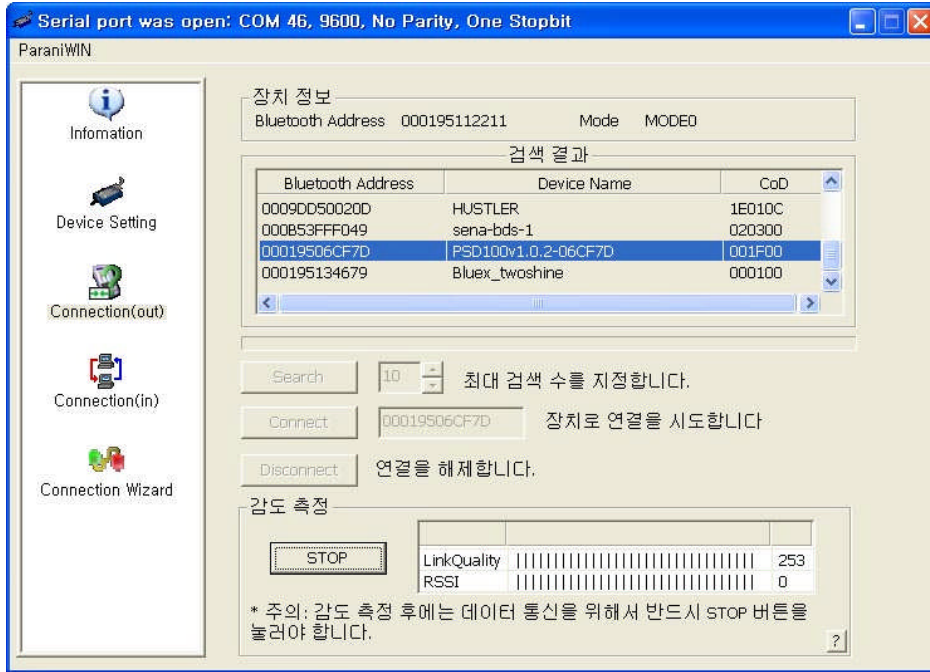 Serial port was open: COM 46, 9600, No Parity, One Stopbit
ParaniWIN
Infomation
Device Setting
Connection(out)
Connection(in)
Connection Wizard
장치 정보
Bluetooth Address 000195112211 Mode MODE0
검색 결과
Bluetooth Address Device Name CoD
0009DD50020D HUSTLER 1E010C
000B53FFF049 sena-bds-1 020300
00019506CF7D PSD100v1.0.2-06CF7D 001F00
000195134679 Bluex_twoshine 000100
Search 10 최대 검색 수를 지정합니다.
Connect 00019506CF7D 장치로 연결을 시도합니다
Disconnect 연결을 해제합니다.
감도 측정
STOP
LinkQuality 253
RSSI 0
* 주의: 감도 측정 후에는 데이터 통신을 위해서 반드시 STOP 버튼을
눌러야 합니다.
?